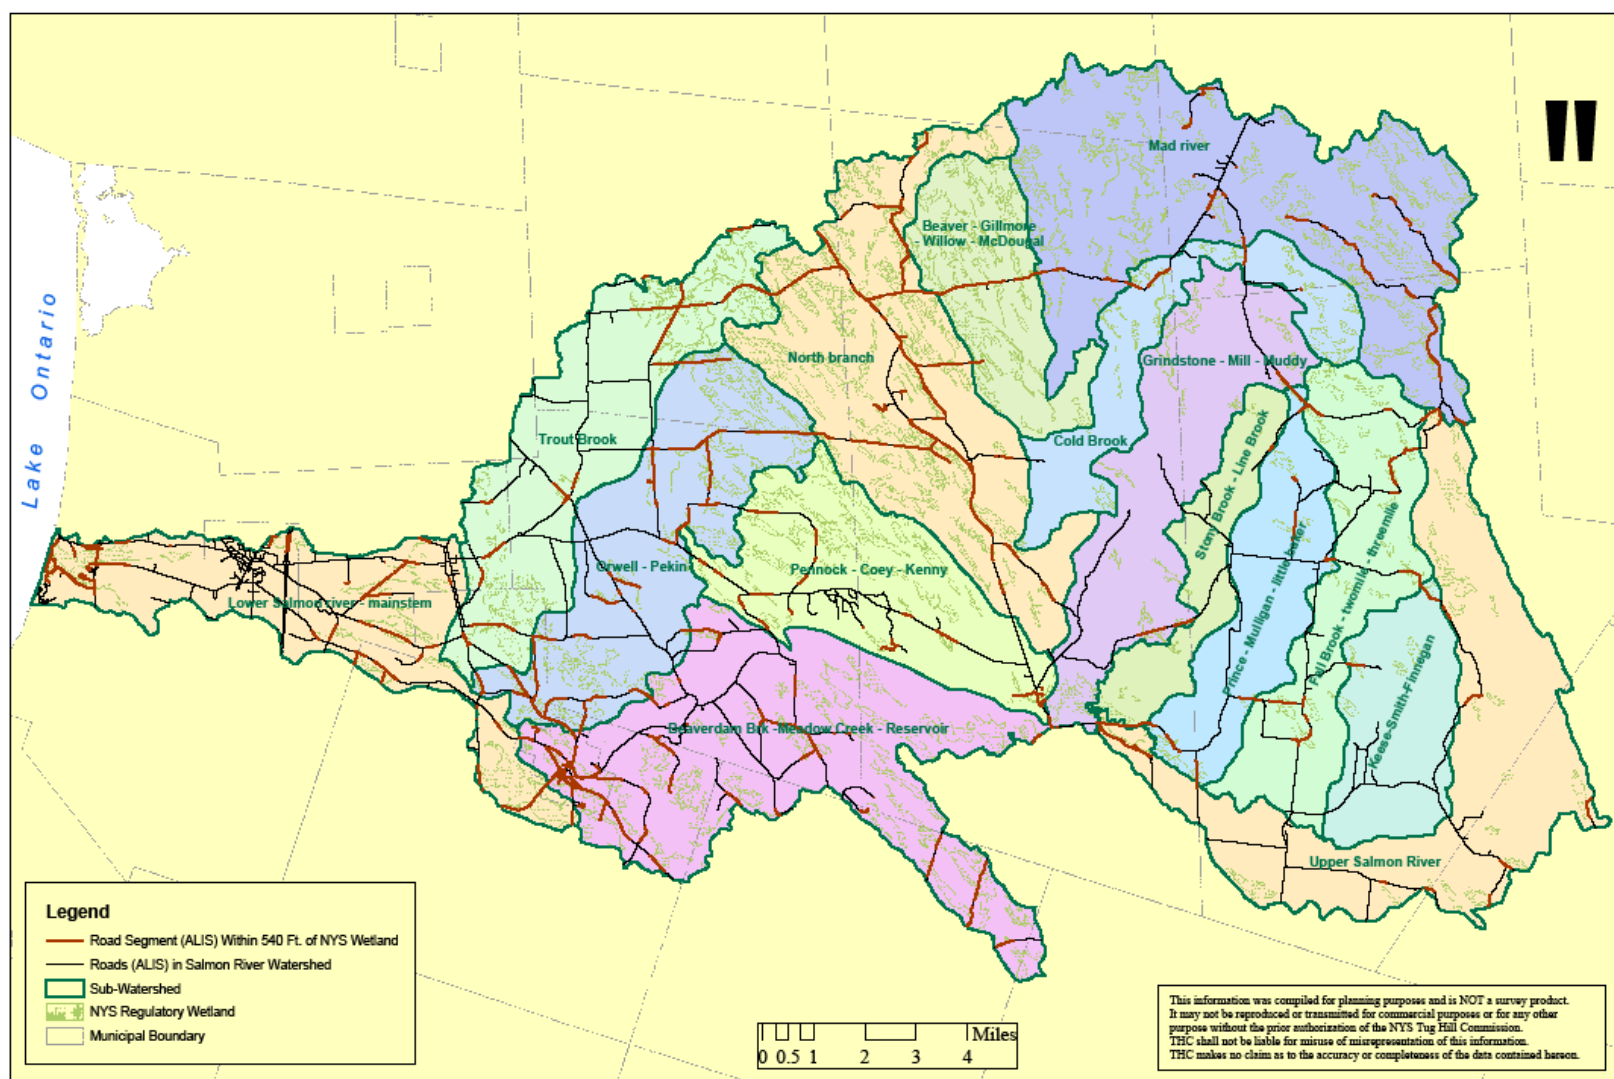 Mad river
Beaver - Gillmore
- Willow - McDougal
Lake Ontario
North branch
Grindstone - Mill - Muddy
Trout Brook
Cold Brook
Stony Brook - Line Brook
Prince - Mulligan - little baker
Fall Brook - twomile - threemile
Orwell - Pekin
Pennock - Coey - Kenny
Lower Salmon river - mainstem
Keese-Smith-Finnegan
Beaverdam Brk -Meadow Creek - Reservoir
Upper Salmon River
Legend
Road Segment (ALIS) Within 540 Ft. of NYS Wetland
Roads (ALIS) in Salmon River Watershed
Sub-Watershed
NYS Regulatory Wetland
Municipal Boundary
Miles
0 0.5 1 2 3 4
This information was compiled for planning purposes and is NOT a survey product.
It may not be reproduced or transmitted for commercial purposes or for any other
purpose without the prior authorization of the NYS Tug Hill Commission.
THC shall not be liable for misuse of misrepresentation of this information.
THC makes no claim as to the accuracy or completeness of the data contained hereon.